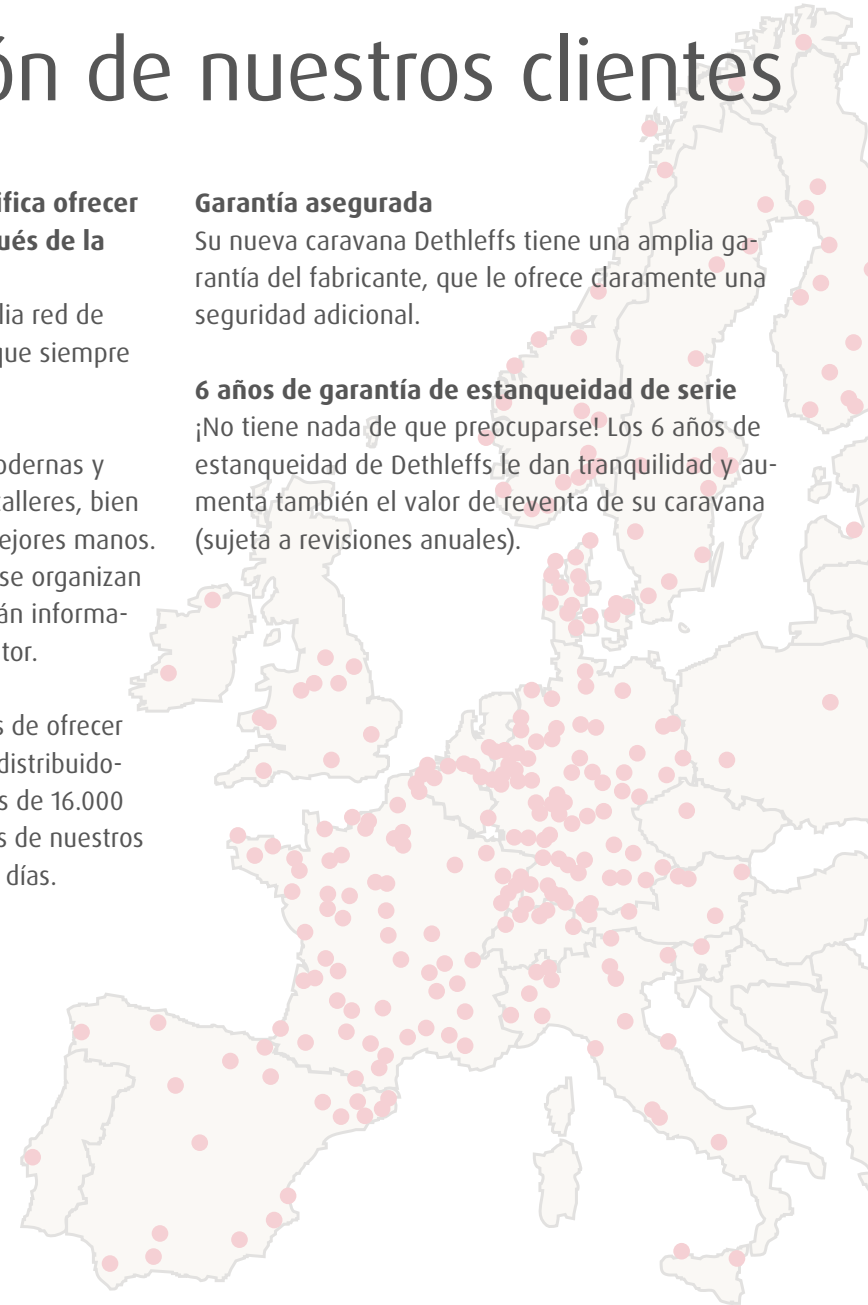 ón de nuestros clientes
ifica ofrecer
ués de la
lia red de
que siempre
odernas y
talleres, bien
ejores manos.
se organizan
án informa-
tor.
s de ofrecer
distribuido-
s de 16.000
s de nuestros
días.
Garantía asegurada
Su nueva caravana Dethleffs tiene una amplia ga-
rantía del fabricante, que le ofrece claramente una
seguridad adicional.
6 años de garantía de estanqueidad de serie
¡No tiene nada de que preocuparse! Los 6 años de
estanqueidad de Dethleffs le dan tranquilidad y au-
menta también el valor de reventa de su caravana
(sujeta a revisiones anuales).